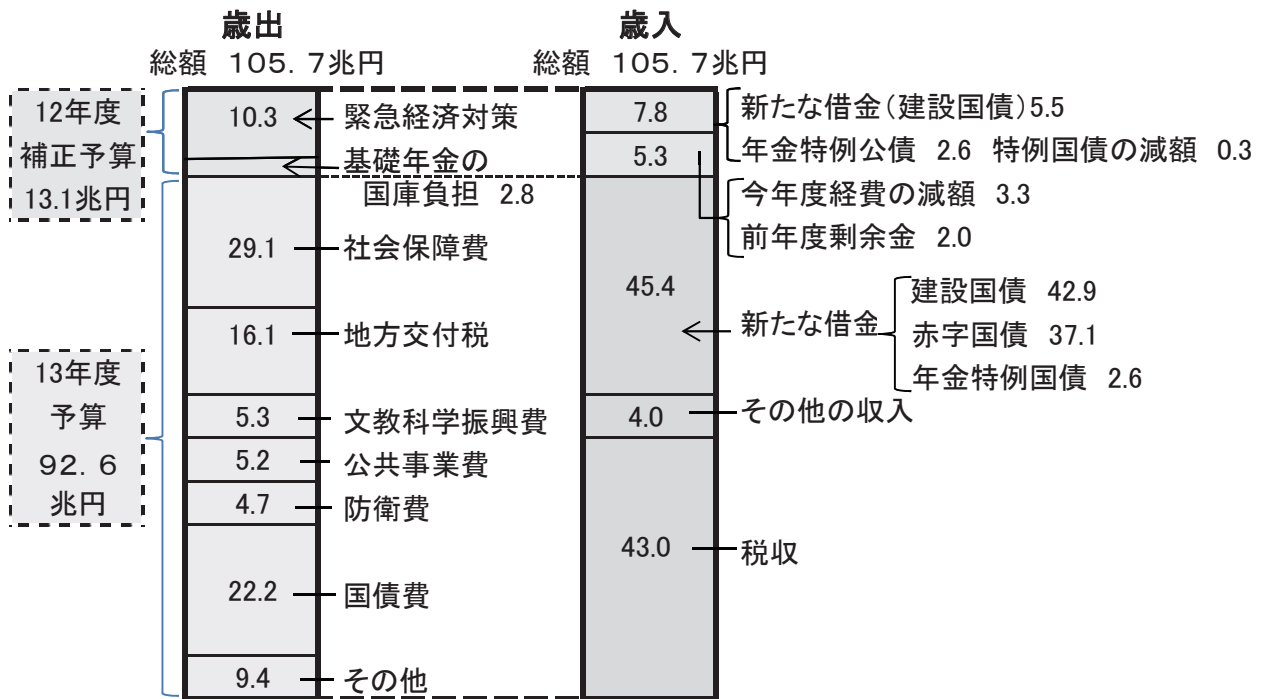 歳出
総額 105.7兆円
歳入
総額 105.7兆円
12年度
補正予算
13.1兆円
10.3
緊急経済対策
基礎年金の
国庫負担 2.8
29.1
社会保障費
16.1
地方交付税
13年度
予算
92.6
兆円
5.3
文教科学振興費
5.2
公共事業費
4.7
防衛費
22.2
国債費
9.4
その他
7.8
新たな借金(建設国債)5.5
年金特例公債 2.6 特例国債の減額 0.3
5.3
今年度経費の減額 3.3
前年度剰余金 2.0
45.4
新たな借金
建設国債 42.9
赤字国債 37.1
年金特例国債 2.6
4.0
その他の収入
43.0
税収